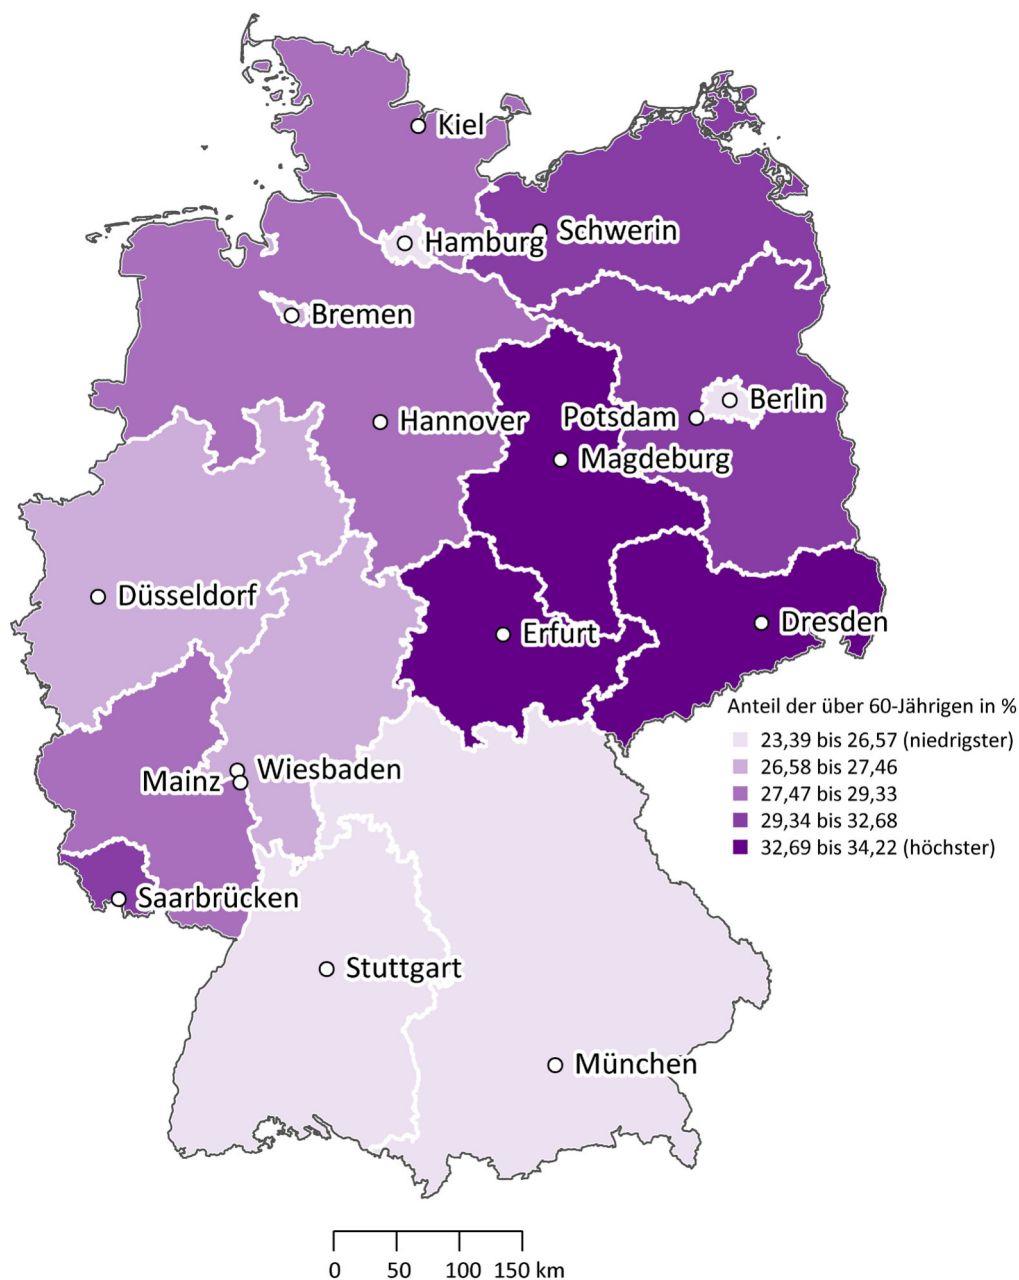 Kiel
Hamburg
Schwerin
Bremen
Berlin
Hannover
Potsdam
Magdeburg
Düsseldorf
Erfurt
Dresden
Anteil der über 60-Jährigen in %
23,39 bis 26,57 (niedrigster)
26,58 bis 27,46
27,47 bis 29,33
29,34 bis 32,68
32,69 bis 34,22 (höchster)
Wiesbaden
Mainz
Saarbrücken
Stuttgart
München
0 50 100 150 km